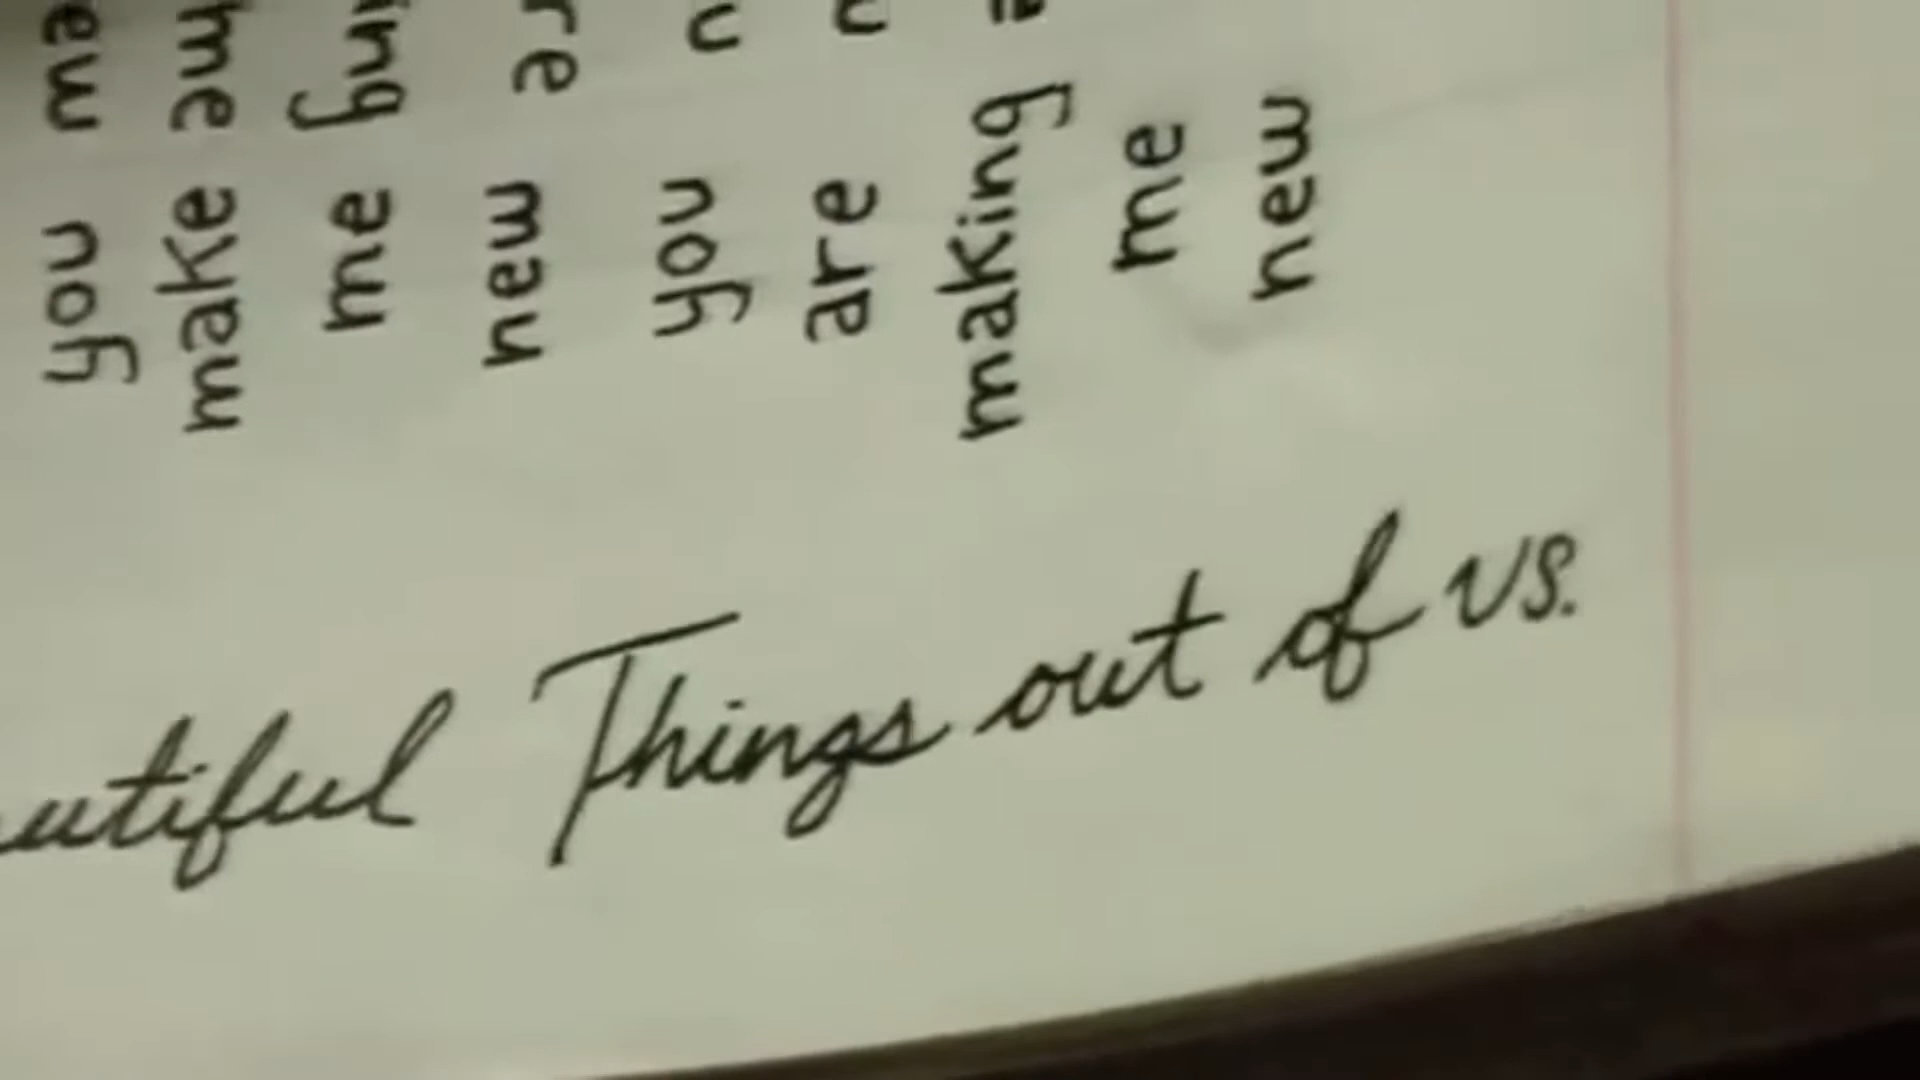 you
make
me
new
you
are
making
me
new
utiful Things out of us.